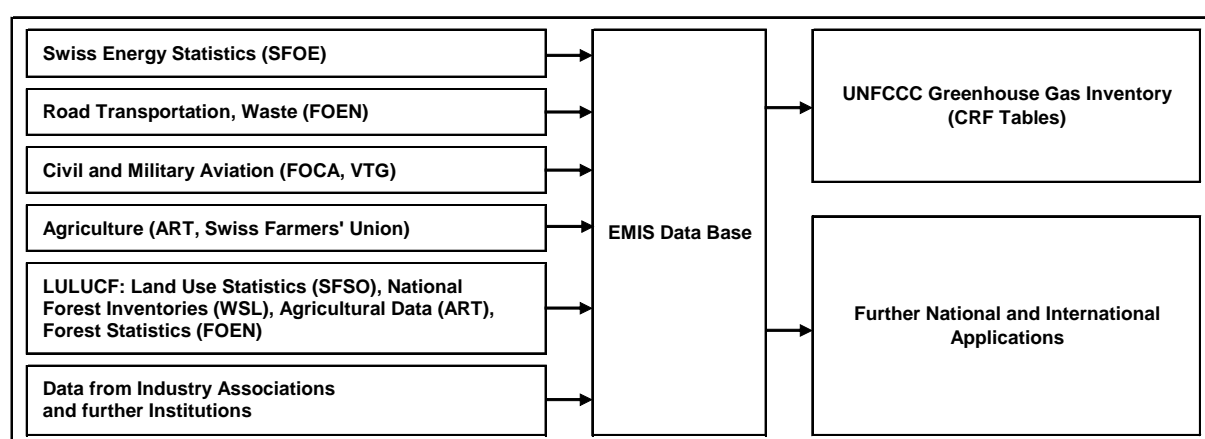 Swiss Energy Statistics (SFOE)
Road Transportation, Waste (FOEN)
Civil and Military Aviation (FOCA, VTG)
Agriculture (ART, Swiss Farmers' Union)
LULUCF: Land Use Statistics (SFSO), National
Forest Inventories (WSL), Agricultural Data (ART),
Forest Statistics (FOEN)
Data from Industry Associations
and further Institutions
EMIS Data Base
UNFCCC Greenhouse Gas Inventory
(CRF Tables)
Further National and International
Applications